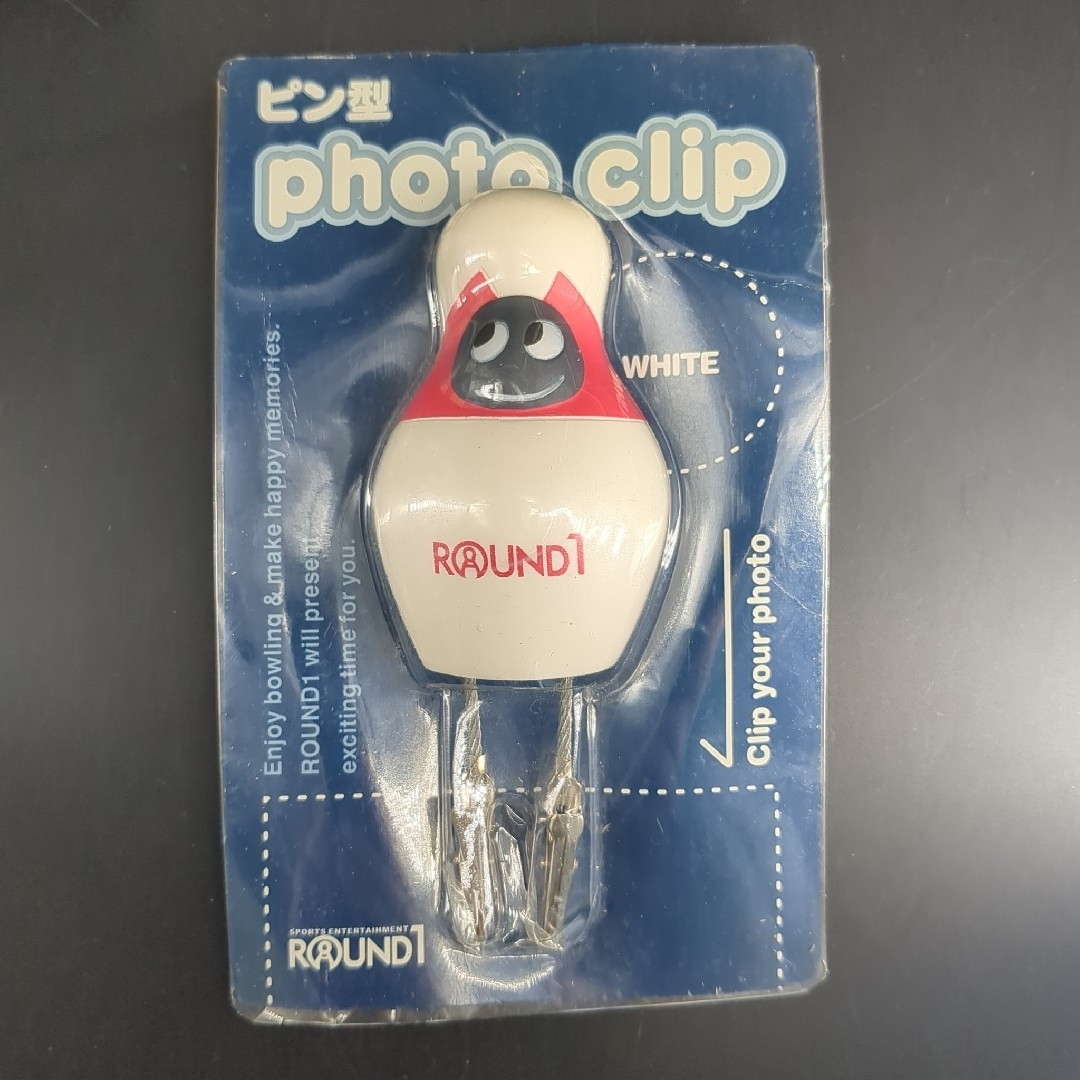 ピン型
photo clip
WHITE
ROUND1
Enjoy bowling & make happy memories.
ROUND1 will present
exciting time for you.
Clip your photo
SPORTS ENTERTAINMENT
ROUND1